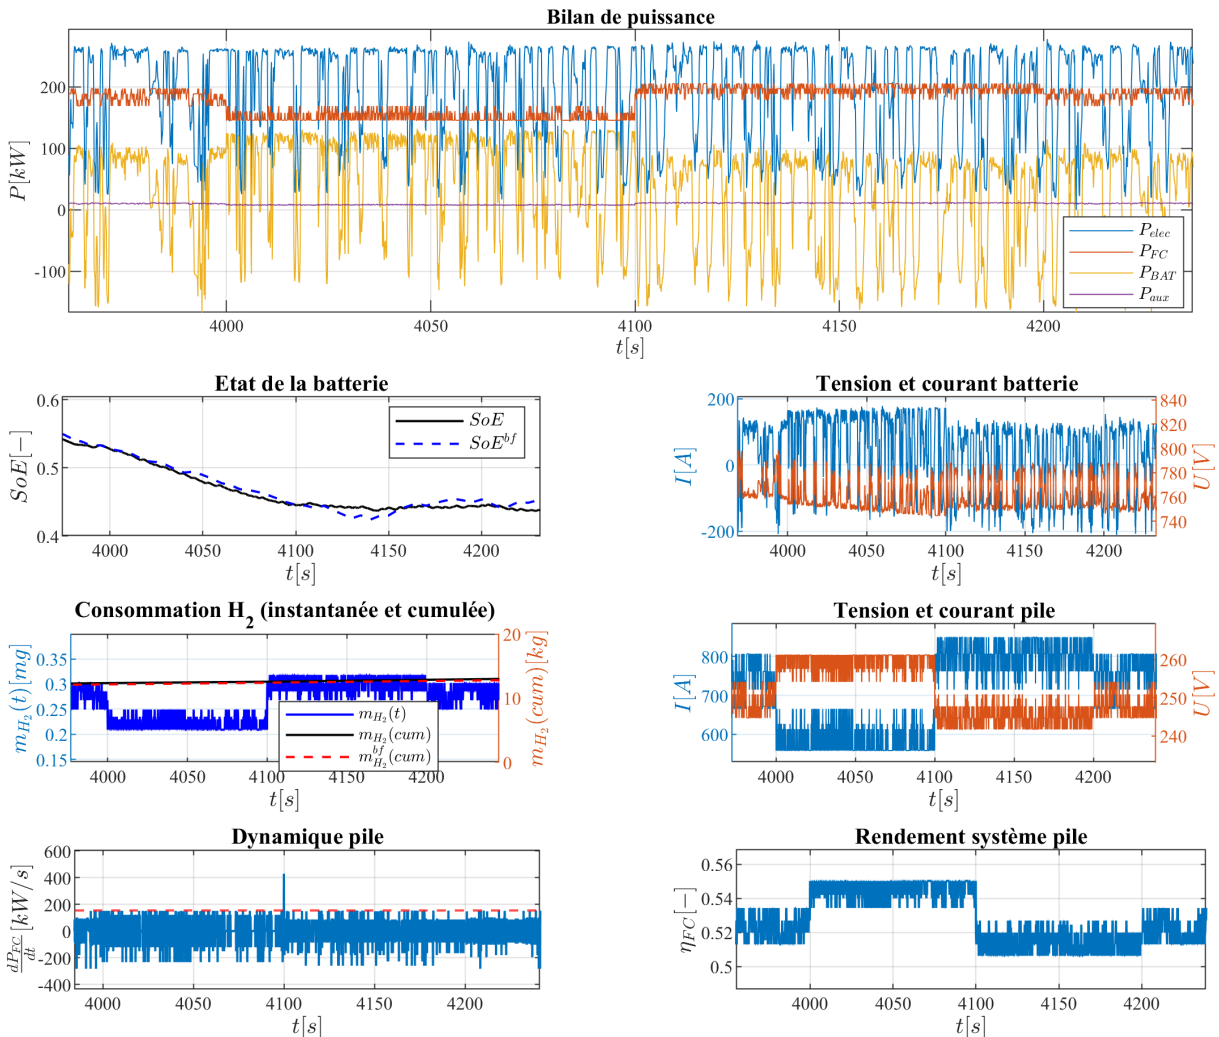 Bilan de puissance
P[kW]
200
100
0
-100
4000
4050
4100
4150
4200
t[s]
P_elec
P_FC
P_BAT
P_aux
Etat de la batterie
SoE[−]
0.6
0.5
0.4
4000
4050
4100
4150
4200
t[s]
SoE
SoE^bf
Tension et courant batterie
I[A]
200
0
-200
840
820
800
780
760
740
U[V]
4000
4050
4100
4150
4200
t[s]
Consommation H_2 (instantanée et cumulée)
m_H_2(t)[mg]
0.35
0.3
0.25
0.2
0.15
20
10
0
m_H_2(cum)[kg]
4000
4050
4100
4150
4200
t[s]
m_H_2(t)
m_H_2(cum)
m^bf_H_2(cum)
Tension et courant pile
I[A]
800
700
600
260
250
240
U[V]
4000
4050
4100
4150
4200
t[s]
Dynamique pile
dP_FC/dt[kW/s]
600
400
200
0
-200
-400
4000
4050
4100
4150
4200
t[s]
Rendement système pile
η_FC[−]
0.56
0.54
0.52
0.5
4000
4050
4100
4150
4200
t[s]